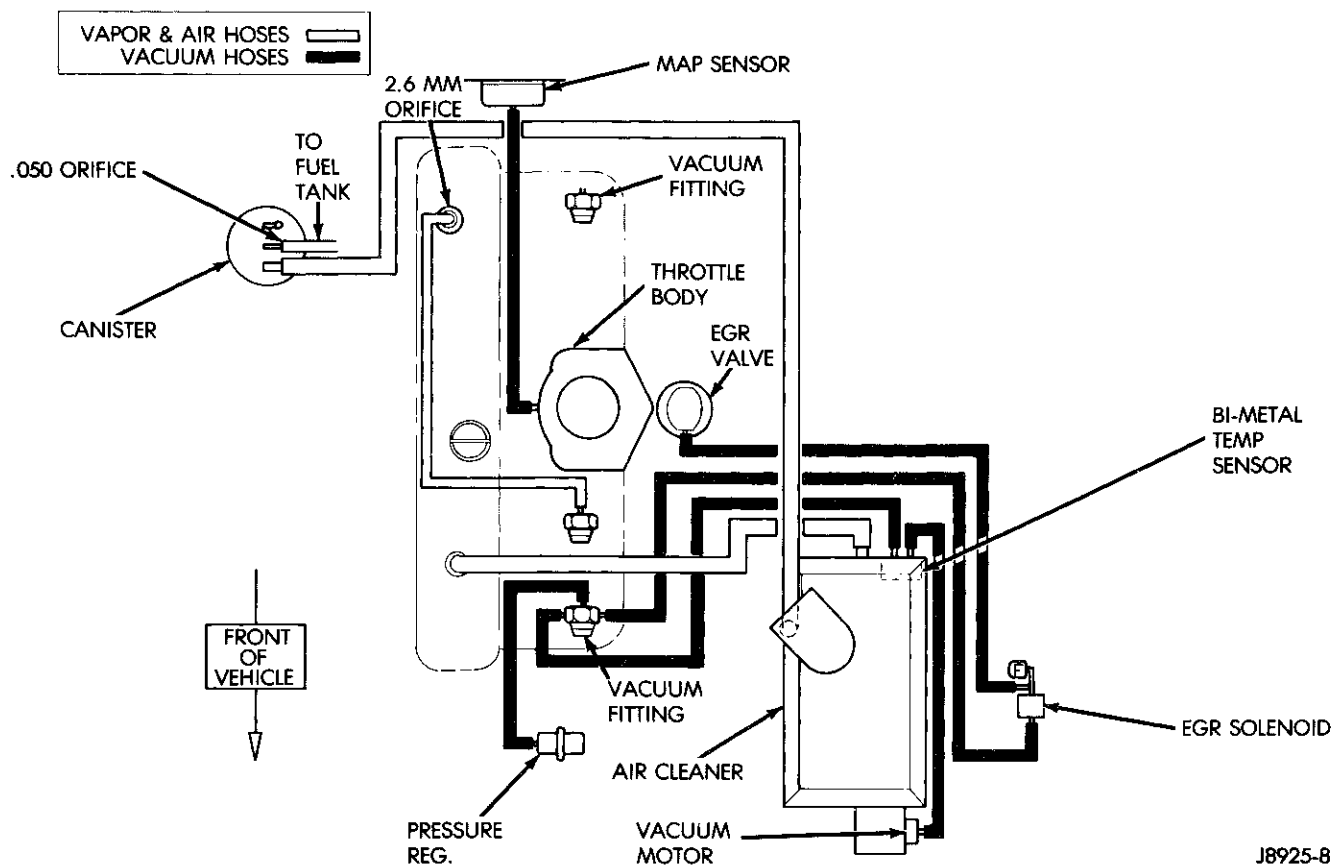 VAPOR & AIR HOSES
VACUUM HOSES
MAP SENSOR
2.6 MM
ORIFICE
TO
FUEL
TANK
.050 ORIFICE
VACUUM
FITTING
CANISTER
THROTTLE
BODY
EGR
VALVE
BI-METAL
TEMP
SENSOR
FRONT
OF
VEHICLE
VACUUM
FITTING
F
EGR SOLENOID
AIR CLEANER
PRESSURE
REG.
VACUUM
MOTOR
J8925-8